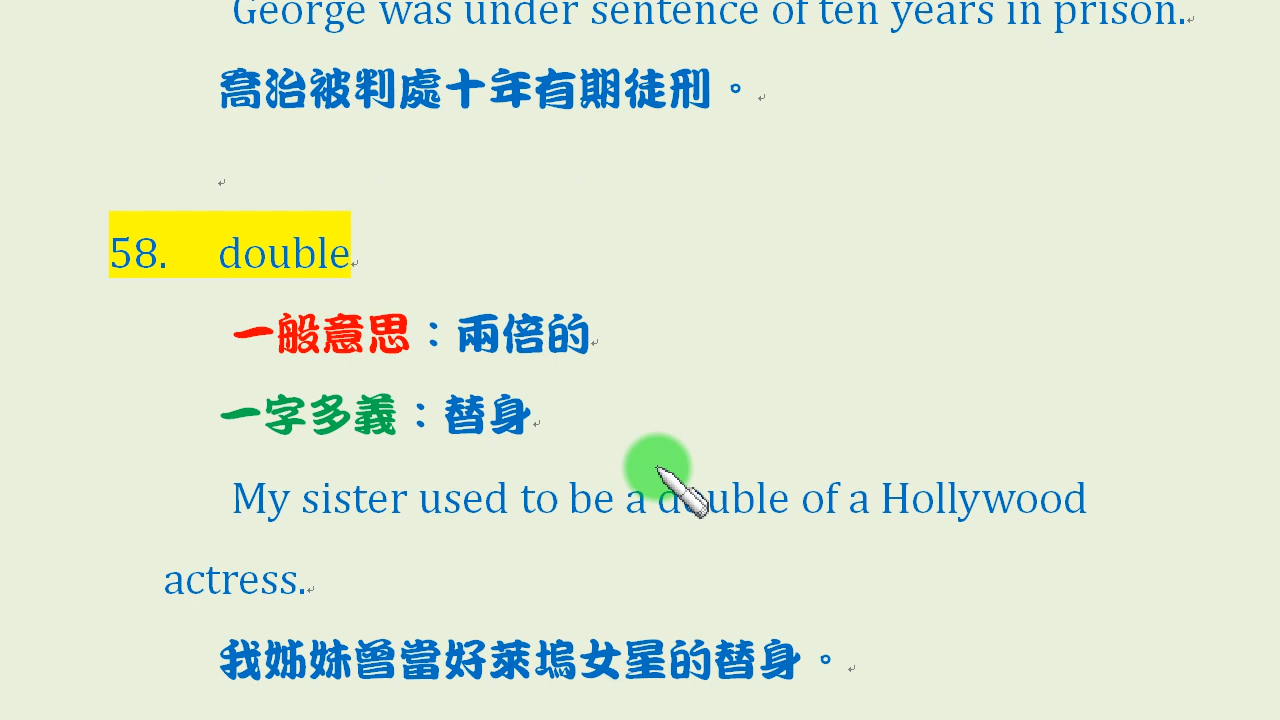 George was under sentence of ten years in prison.
喬治被判處十年有期徒刑。
58. double
一般意思：兩倍的
一字多義：替身
My sister used to be a double of a Hollywood
actress.
我姊妹曾當好萊塢女星的替身。